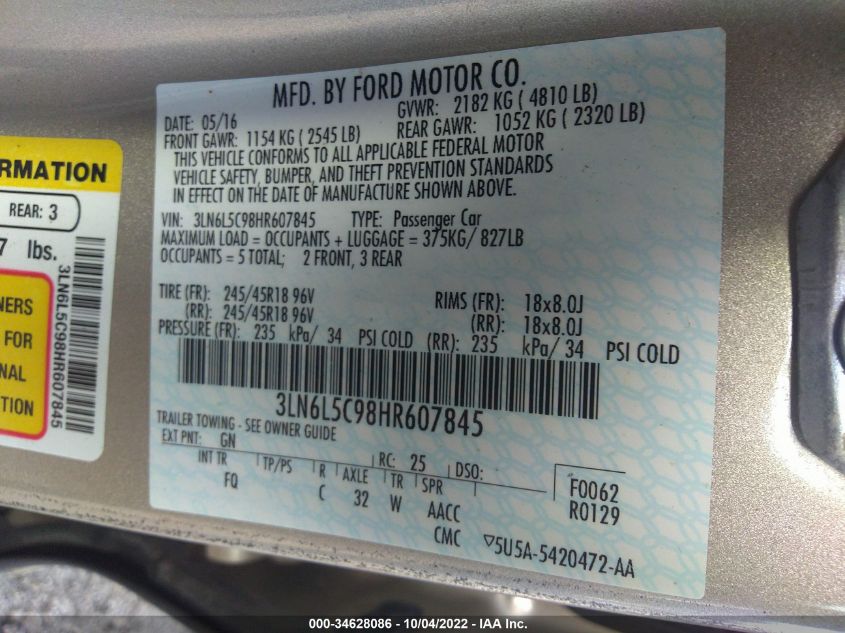 MFD. BY FORD MOTOR CO.
DATE: 05/16 GVWR: 2182 KG ( 4810 LB)
FRONT GAWR: 1154 KG ( 2545 LB) REAR GAWR: 1052 KG ( 2320 LB)
THIS VEHICLE CONFORMS TO ALL APPLICABLE FEDERAL MOTOR
VEHICLE SAFETY, BUMPER, AND THEFT PREVENTION STANDARDS
IN EFFECT ON THE DATE OF MANUFACTURE SHOWN ABOVE.
VIN: 3LN6L5C98HR607845 TYPE: Passenger Car
MAXIMUM LOAD = OCCUPANTS + LUGGAGE = 375KG/ 827LB
OCCUPANTS = 5 TOTAL; 2 FRONT, 3 REAR
TIRE (FR): 245/45R18 96V RIMS (FR): 18x8.0J
(RR): 245/45R18 96V (RR): 18x8.0J
PRESSURE (FR): 235 kPa/ 34 PSI COLD (RR): 235 kPa/ 34 PSI COLD
3LN6L5C98HR607845
TRAILER TOWING - SEE OWNER GUIDE
EXT PNT: GN RC: 25 DSO:
INT TR TP/PS R AXLE TR SPR F0062
FQ C 32 W AACC R0129
CMC ▽5U5A-5420472-AA
RMATION
REAR: 3
7 lbs.
3LN6L5C98HR607845
NERS
FOR
NAL
TION
000-34628086 - 10/04/2022 - IAA Inc.